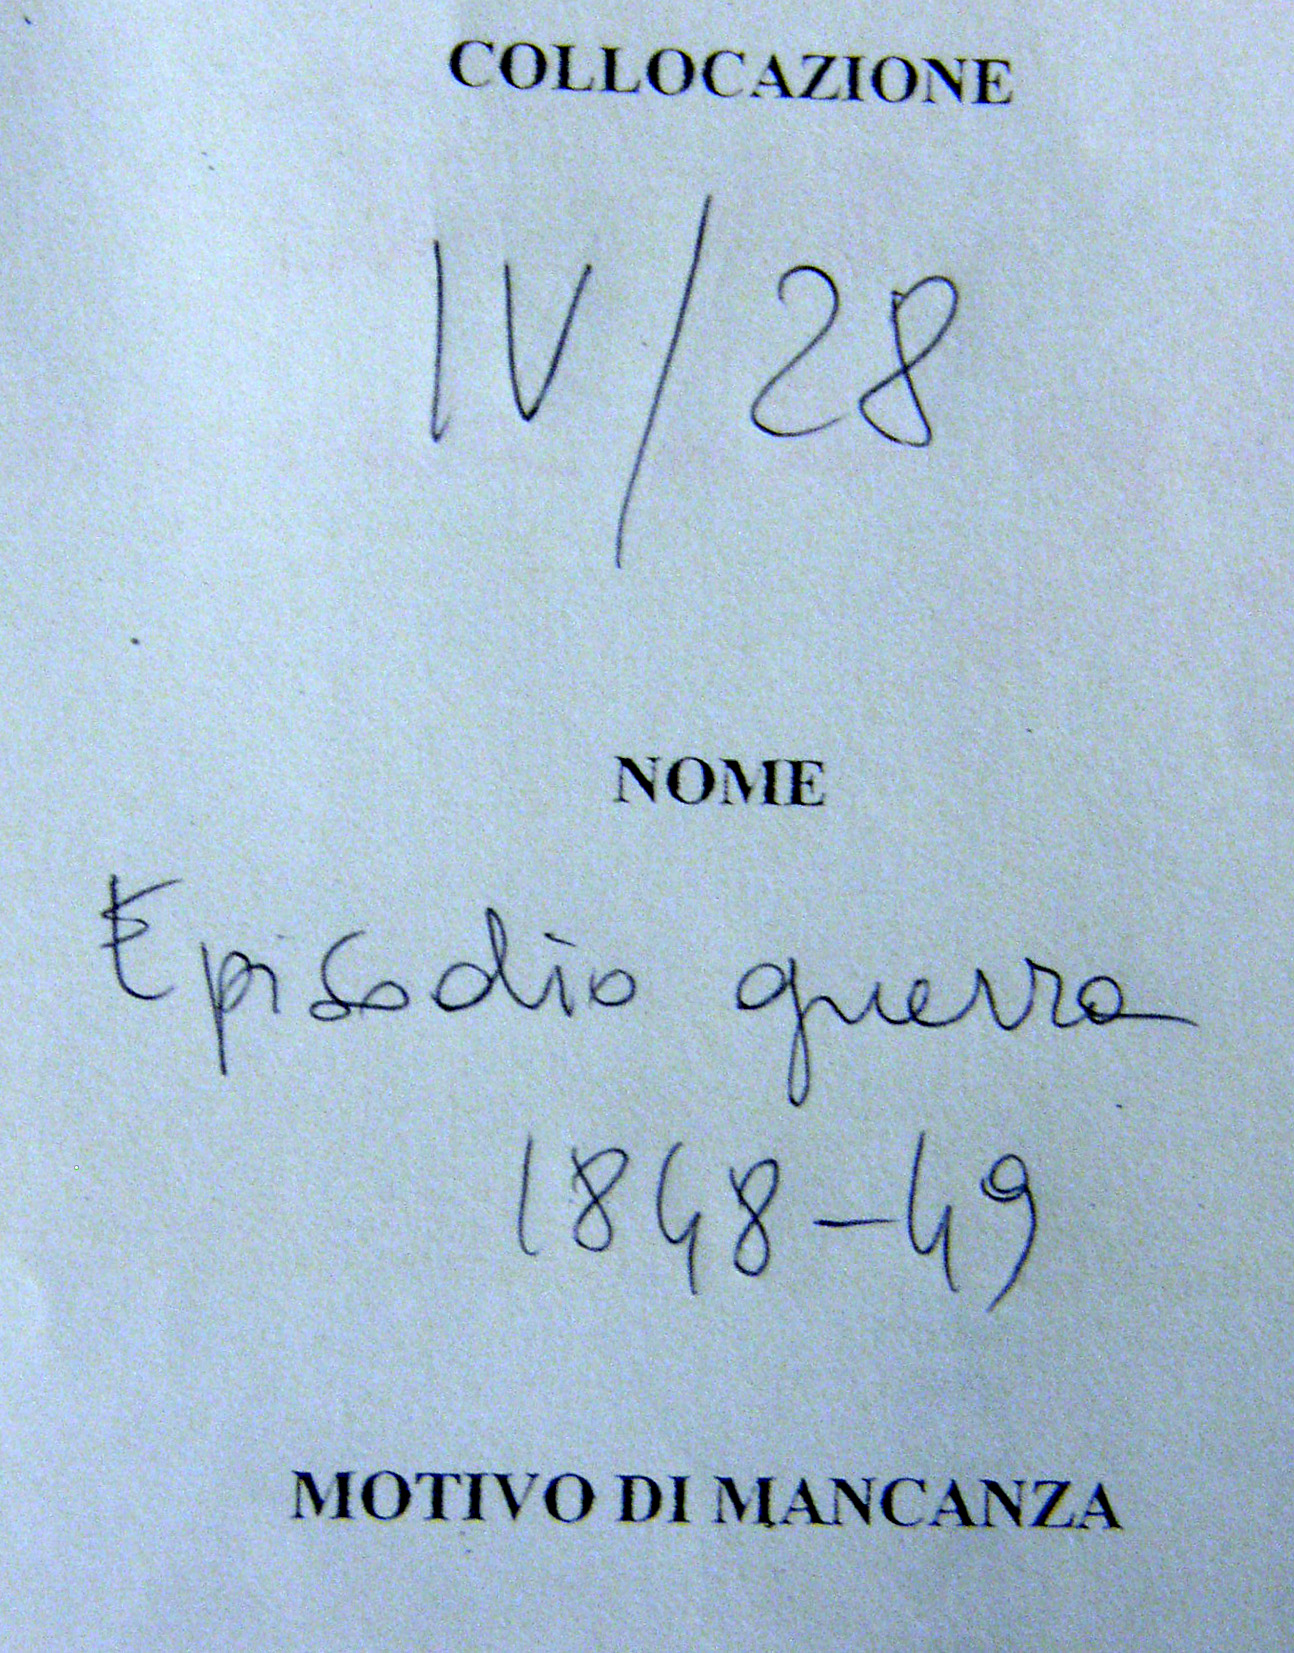 COLLOCAZIONE
IV/28
NOME
Episodio guerra
1848-49
MOTIVO DI MANCANZA